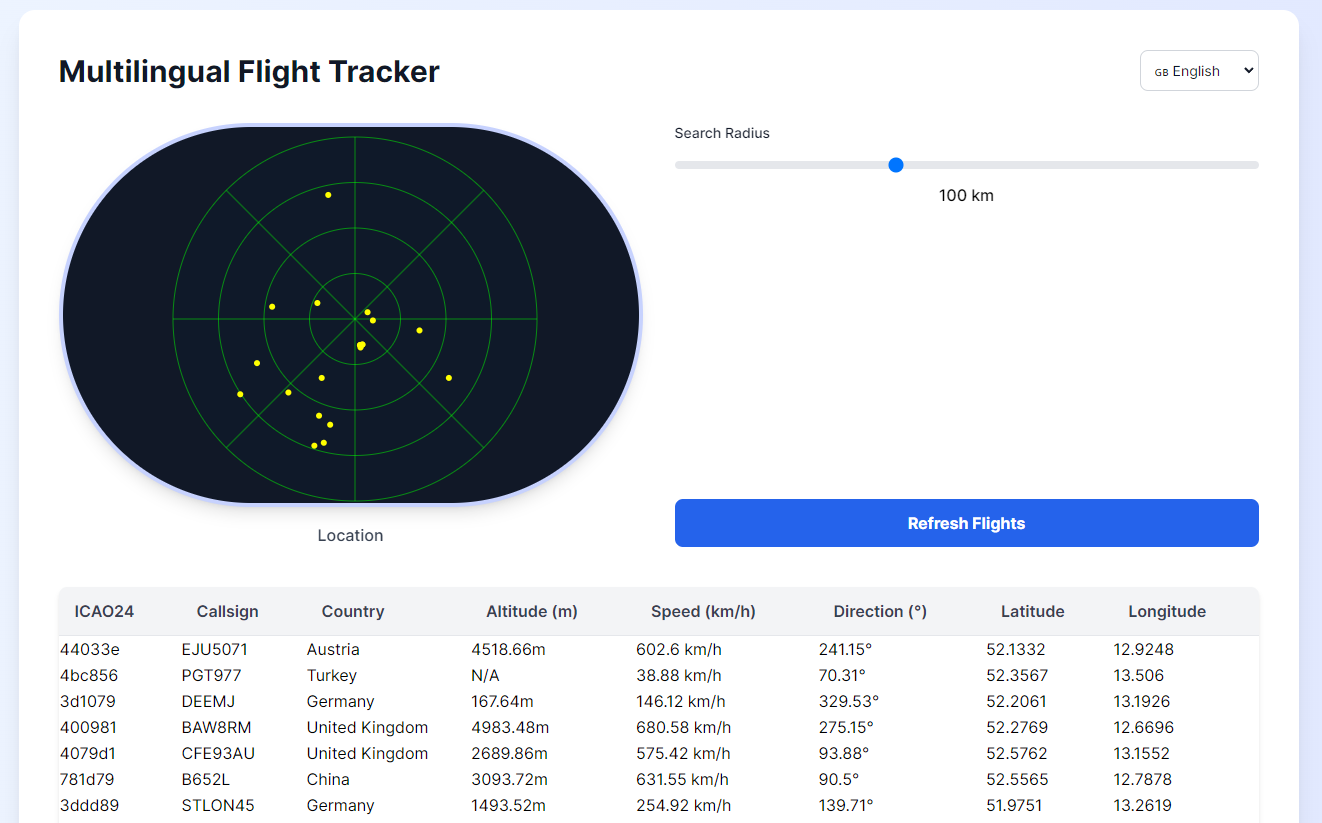 Multilingual Flight Tracker
GB English
Search Radius
100 km
Refresh Flights
Location
ICAO24 Callsign Country Altitude (m) Speed (km/h) Direction (°) Latitude Longitude
44033e EJU5071 Austria 4518.66m 602.6 km/h 241.15° 52.1332 12.9248
4bc856 PGT977 Turkey N/A 38.88 km/h 70.31° 52.3567 13.506
3d1079 DEEMJ Germany 167.64m 146.12 km/h 329.53° 52.2061 13.1926
400981 BAW8RM United Kingdom 4983.48m 680.58 km/h 275.15° 52.2769 12.6696
4079d1 CFE93AU United Kingdom 2689.86m 575.42 km/h 93.88° 52.5762 13.1552
781d79 B652L China 3093.72m 631.55 km/h 90.5° 52.5565 12.7878
3ddd89 STLON45 Germany 1493.52m 254.92 km/h 139.71° 51.9751 13.2619